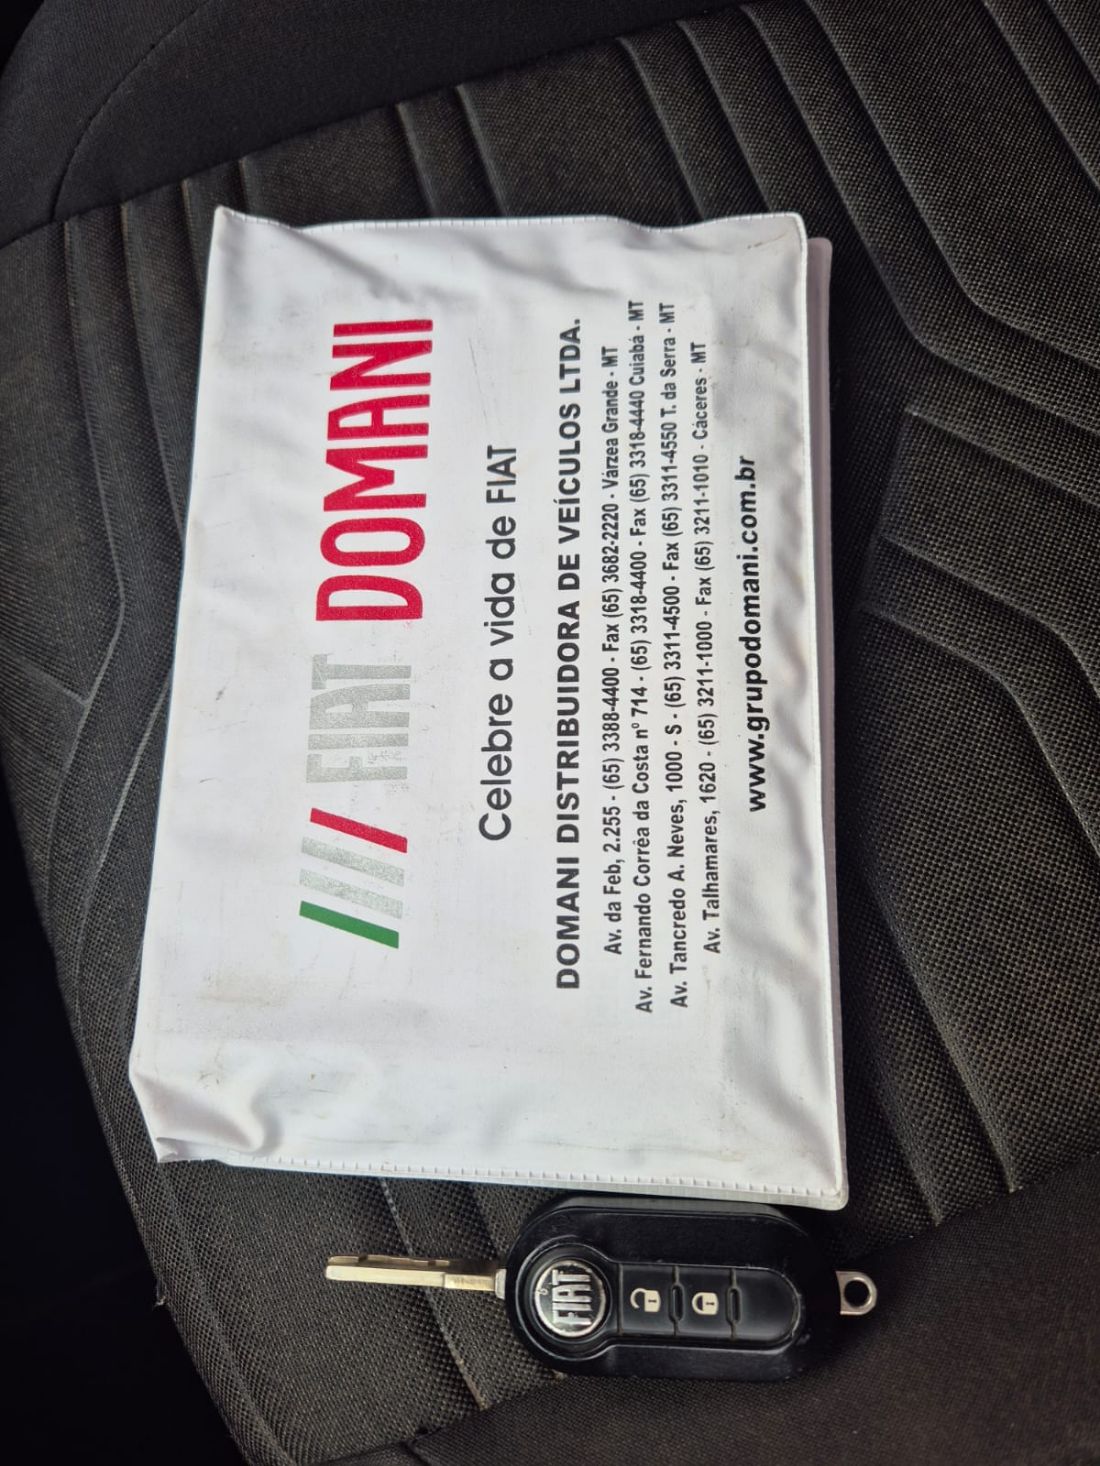 FIAT DOMANI
Celebre a vida de FIAT
DOMANI DISTRIBUIDORA DE VEÍCULOS LTDA.
Av. da Feb, 2.255 - (65) 3388-4400 - Fax (65) 3682-2220 - Várzea Grande - MT
Av. Fernando Corrêa da Costa nº 714 - (65) 3318-4400 - Fax (65) 3318-4440 Cuiabá - MT
Av. Tancredo A. Neves, 1000 - S - (65) 3311-4500 - Fax (65) 3311-4550 T. da Serra - MT
Av. Talhamares, 1620 - (65) 3211-1000 - Fax (65) 3211-1010 - Cáceres - MT
www.grupodomani.com.br
FIAT